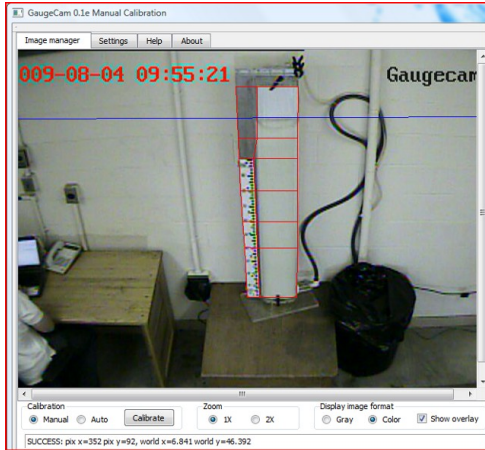 GaugeCam 0.1e Manual Calibration
Image manager Settings Help About
009-08-04 09:55:21 Gaugecam
Calibration Zoom Display image format
Manual Auto Calibrate 1X 2X Gray Color Show overlay
SUCCESS: pix x=352 pix y=92, world x=6.841 world y=46.392